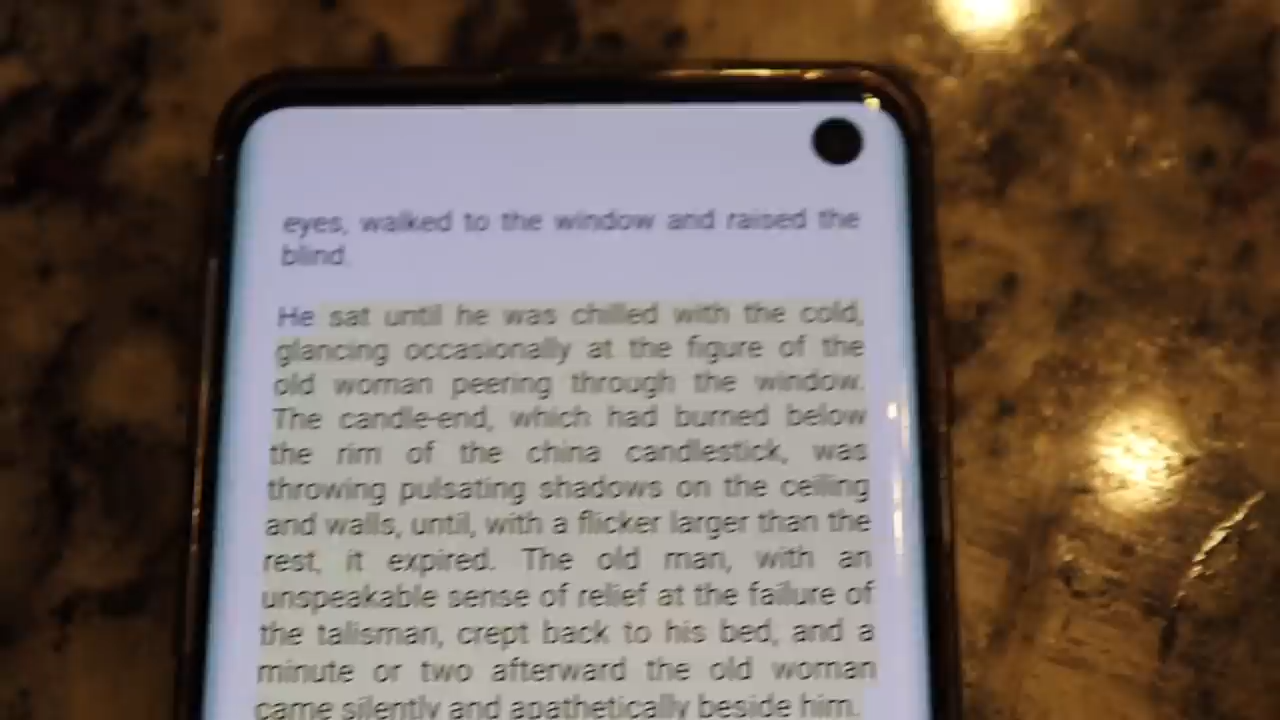 eyes, walked to the window and raised the
blind.
He sat until he was chilled with the cold,
glancing occasionally at the figure of the
old woman peering through the window.
The candle-end, which had burned below
the rim of the china candlestick, was
throwing pulsating shadows on the ceiling
and walls, until, with a flicker larger than the
rest, it expired. The old man, with an
unspeakable sense of relief at the failure of
the talisman, crept back to his bed, and a
minute or two afterward the old woman
came silently and apathetically beside him.